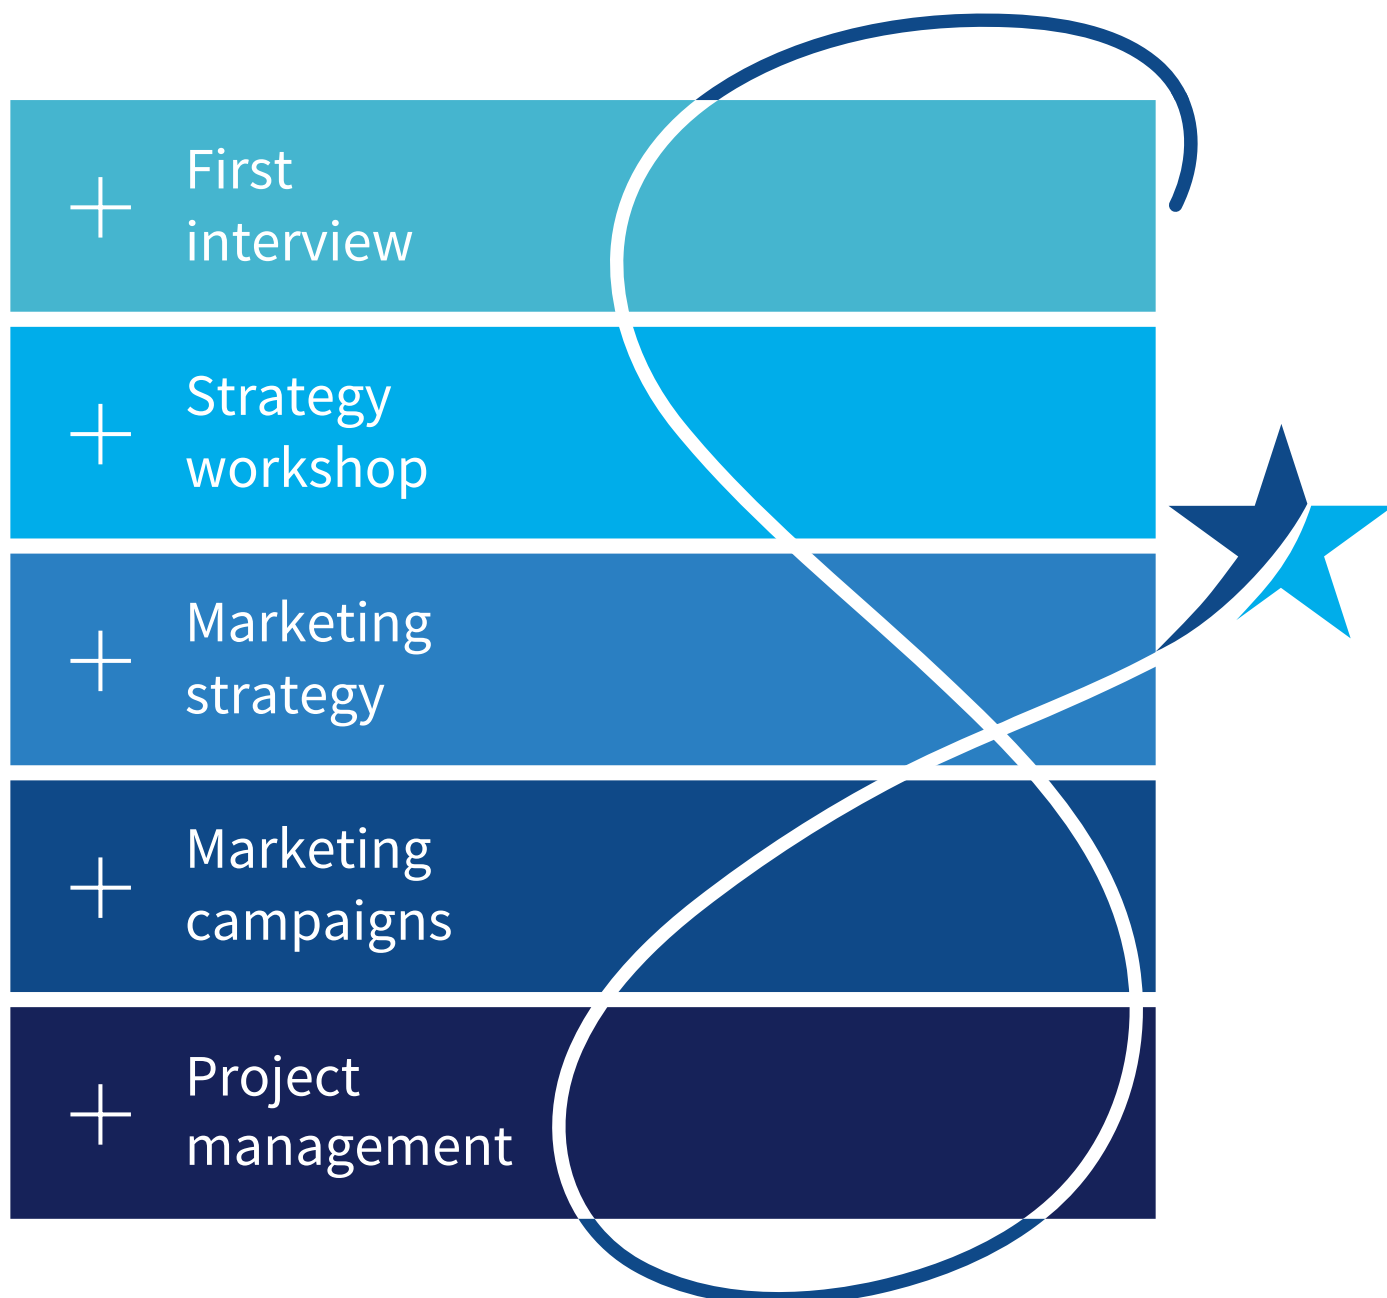 First
interview
Strategy
workshop
Marketing
strategy
Marketing
campaigns
Project
management